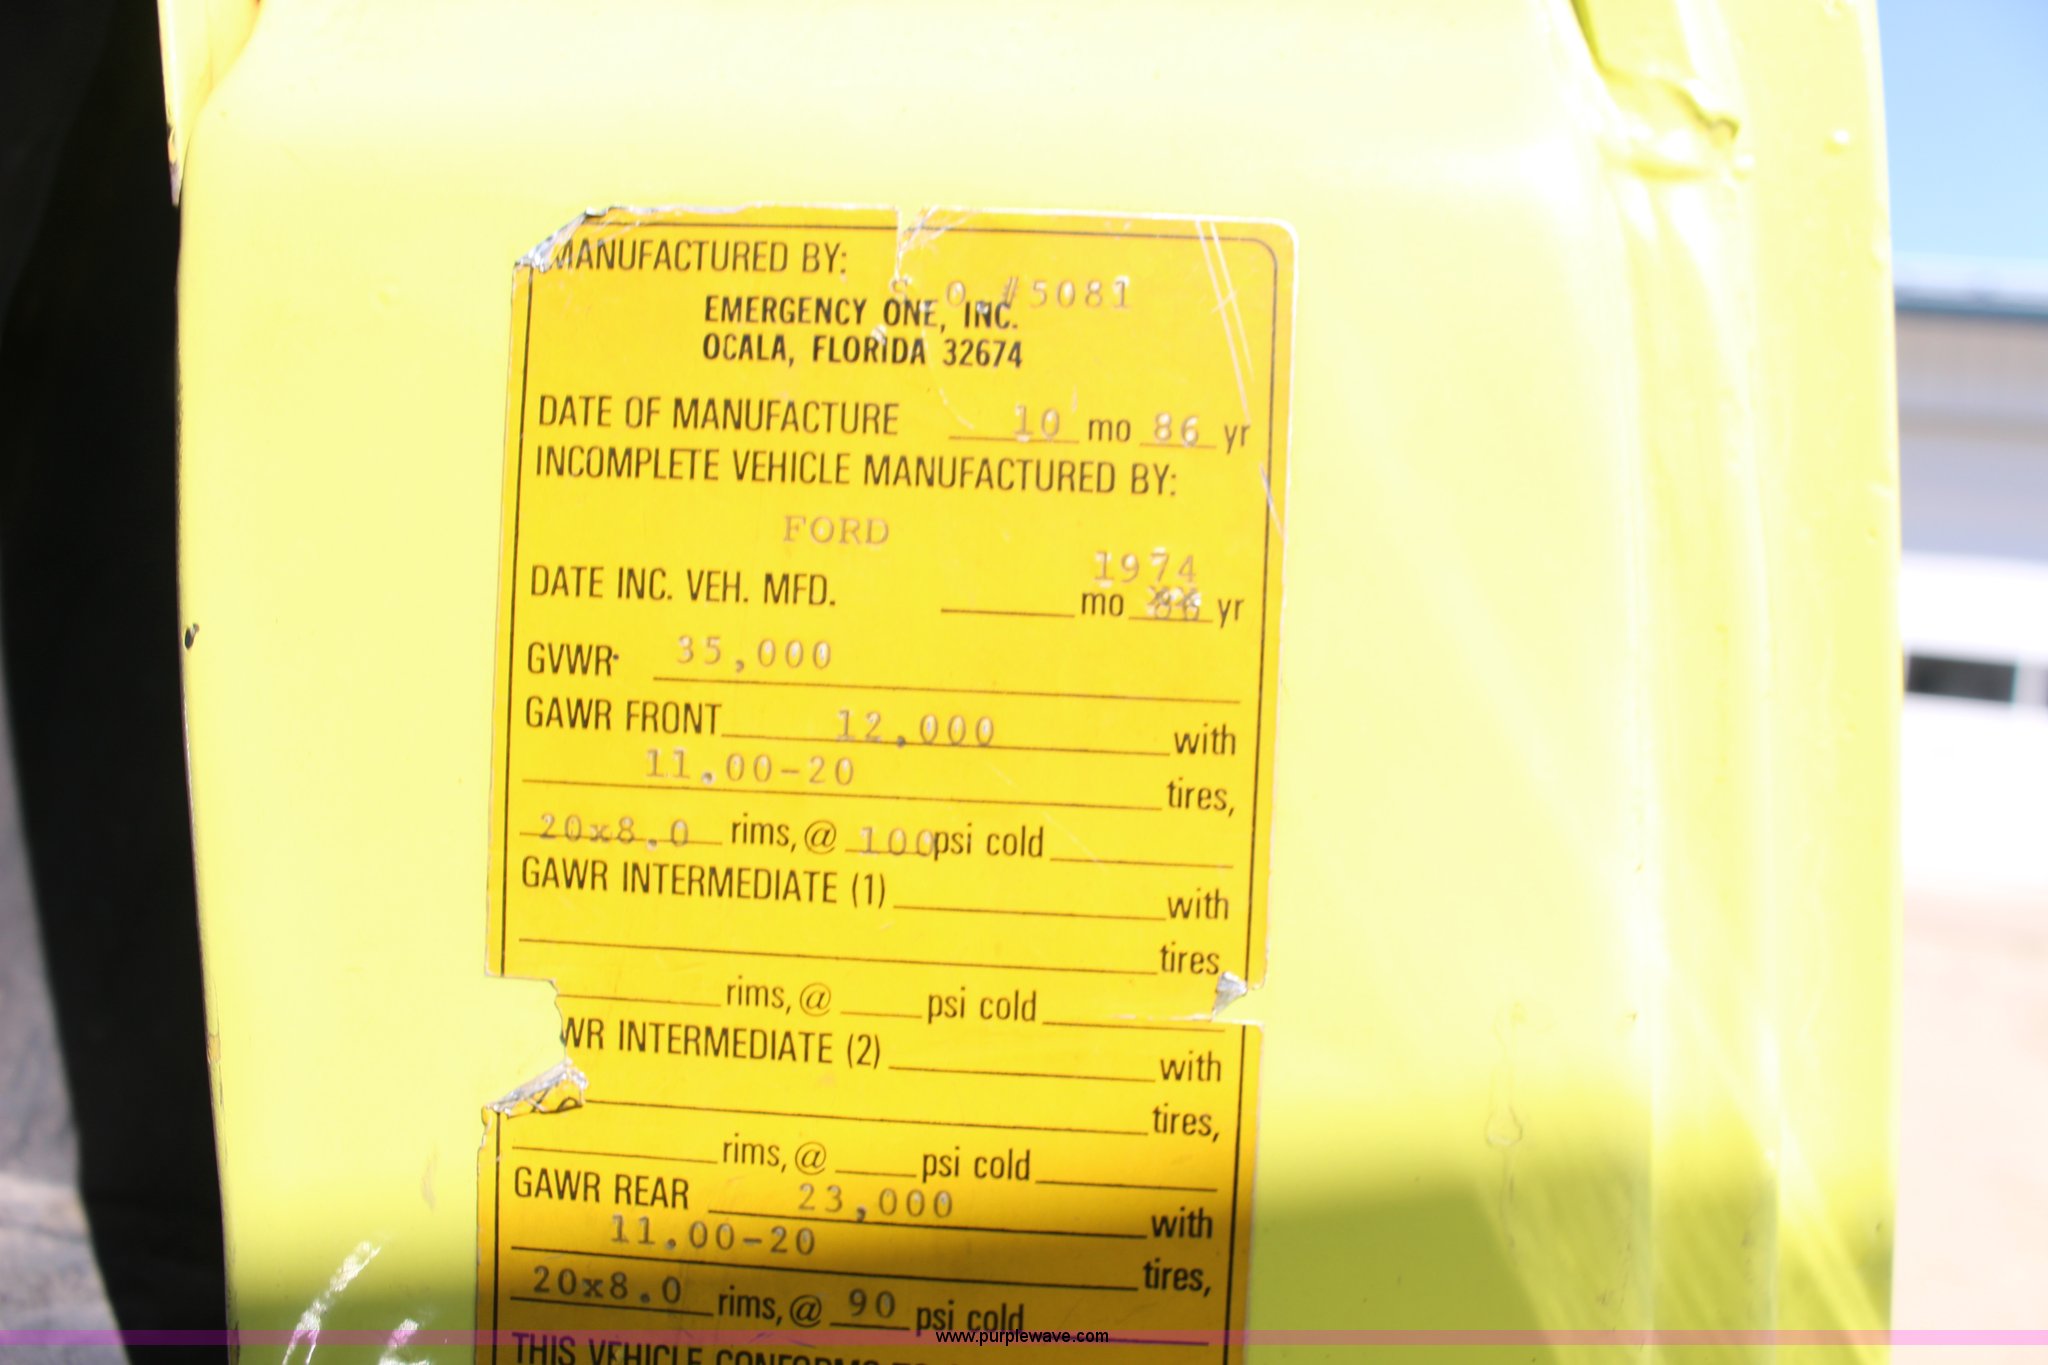 MANUFACTURED BY:
S.O.#5081
EMERGENCY ONE, INC.
OCALA, FLORIDA 32674
DATE OF MANUFACTURE 10 mo 86 yr
INCOMPLETE VEHICLE MANUFACTURED BY:
FORD
1974
DATE INC. VEH. MFD. mo yr
GVWR 35,000
GAWR FRONT 12,000 with
11.00-20 tires,
20x8.0 rims, @ 100 psi cold
GAWR INTERMEDIATE (1) with
tires,
rims, @ psi cold
WR INTERMEDIATE (2) with
tires,
rims, @ psi cold
GAWR REAR 23,000 with
11.00-20 tires,
20x8.0 rims, @ 90 psi cold
THIS VEHICLE CONFORMS TO
www.purplewave.com